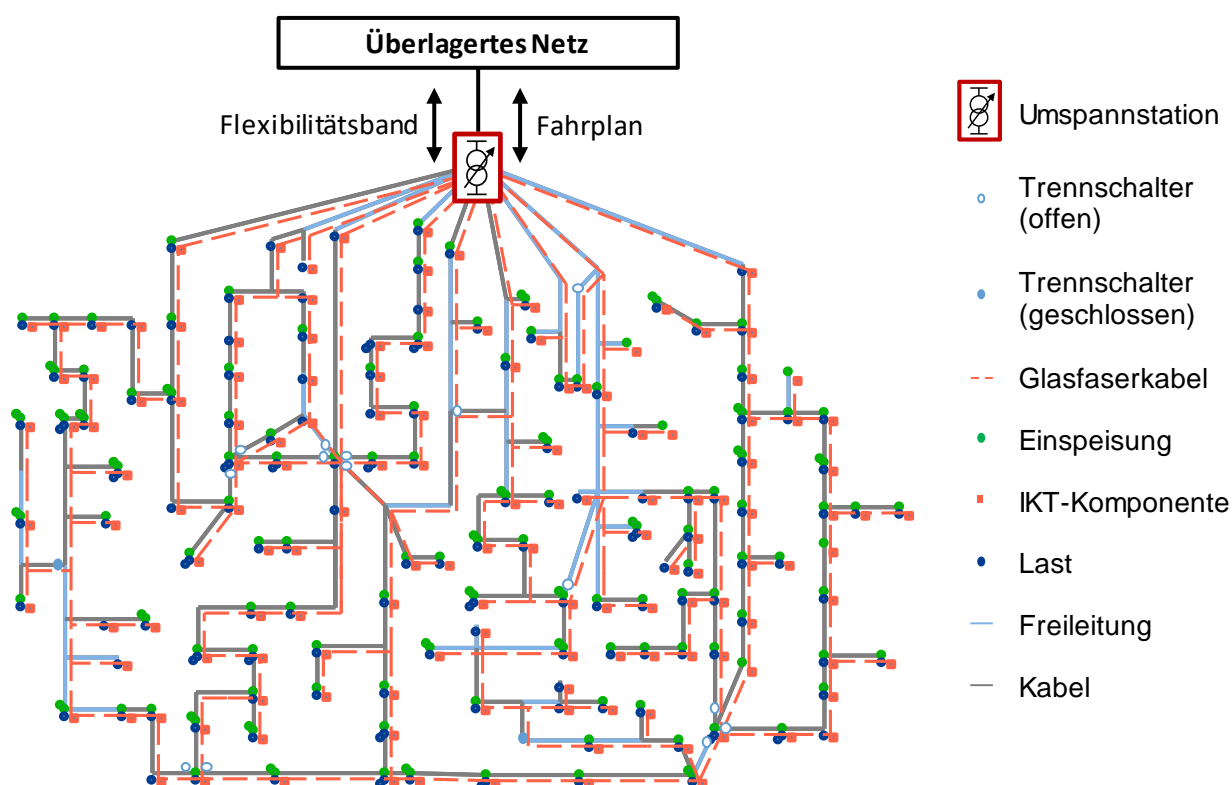 Überlagertes Netz
Flexibilitätsband
Fahrplan
Umspannstation
Trennschalter
(offen)
Trennschalter
(geschlossen)
Glasfaserkabel
Einspeisung
IKT-Komponente
Last
Freileitung
Kabel